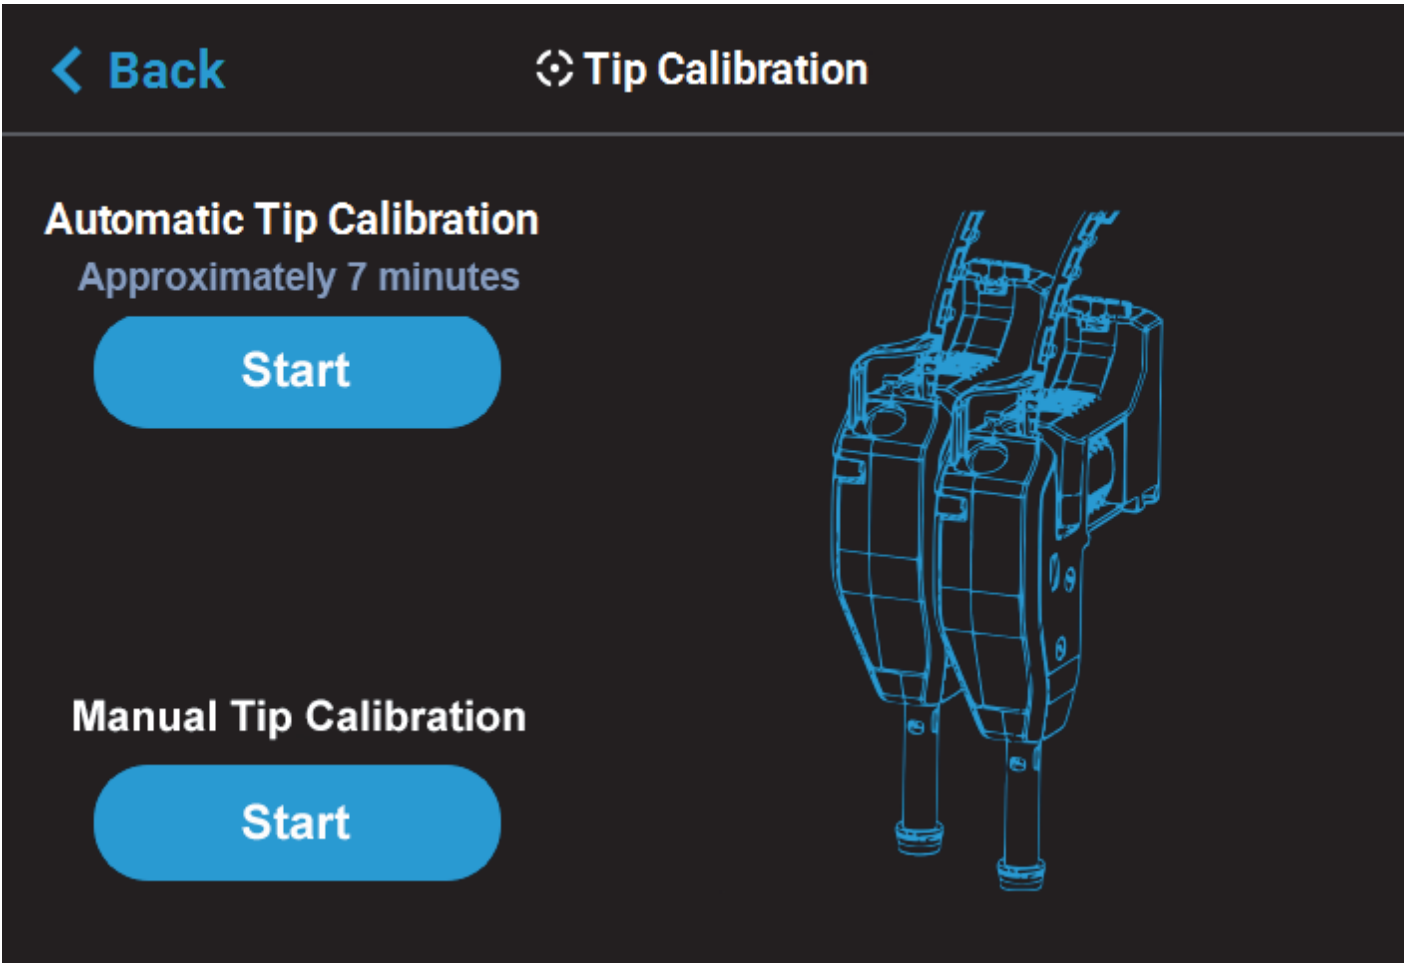 Back
Tip Calibration
Automatic Tip Calibration
Approximately 7 minutes
Start
Manual Tip Calibration
Start